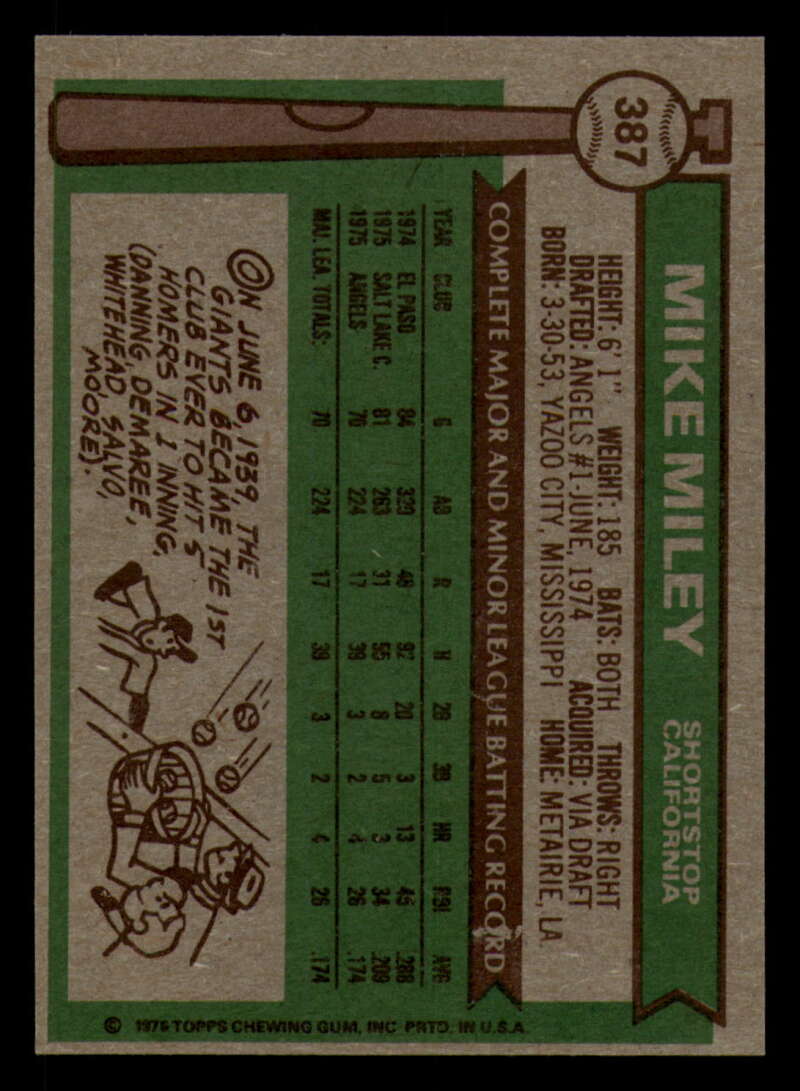 387
MIKE MILEY
SHORTSTOP
CALIFORNIA
HEIGHT: 6' 1" WEIGHT: 185 BATS: BOTH THROWS: RIGHT
DRAFTED: ANGELS #1-JUNE, 1974 ACQUIRED: VIA DRAFT
BORN: 3-30-53, YAZOO CITY, MISSISSIPPI HOME: METAIRIE, LA.
COMPLETE MAJOR AND MINOR LEAGUE BATTING RECORD
YEAR CLUB G AB R H 2B 3B HR RBI AVG
1974 EL PASO 84 320 48 92 20 3 13 45 .288
1975 SALT LAKE C. 81 263 31 55 8 5 3 34 .209
1975 ANGELS 70 224 17 39 3 2 4 26 .174
MAJ. LEA. TOTALS: 70 224 17 39 3 2 4 26 .174
ON JUNE 6, 1939, THE
GIANTS BECAME THE 1ST
CLUB EVER TO HIT 5
HOMERS IN 1 INNING,
(DANNING, DEMAREE,
WHITEHEAD, SALVO,
MOORE).
© 1976 TOPPS CHEWING GUM, INC. PRTD. IN U.S.A.